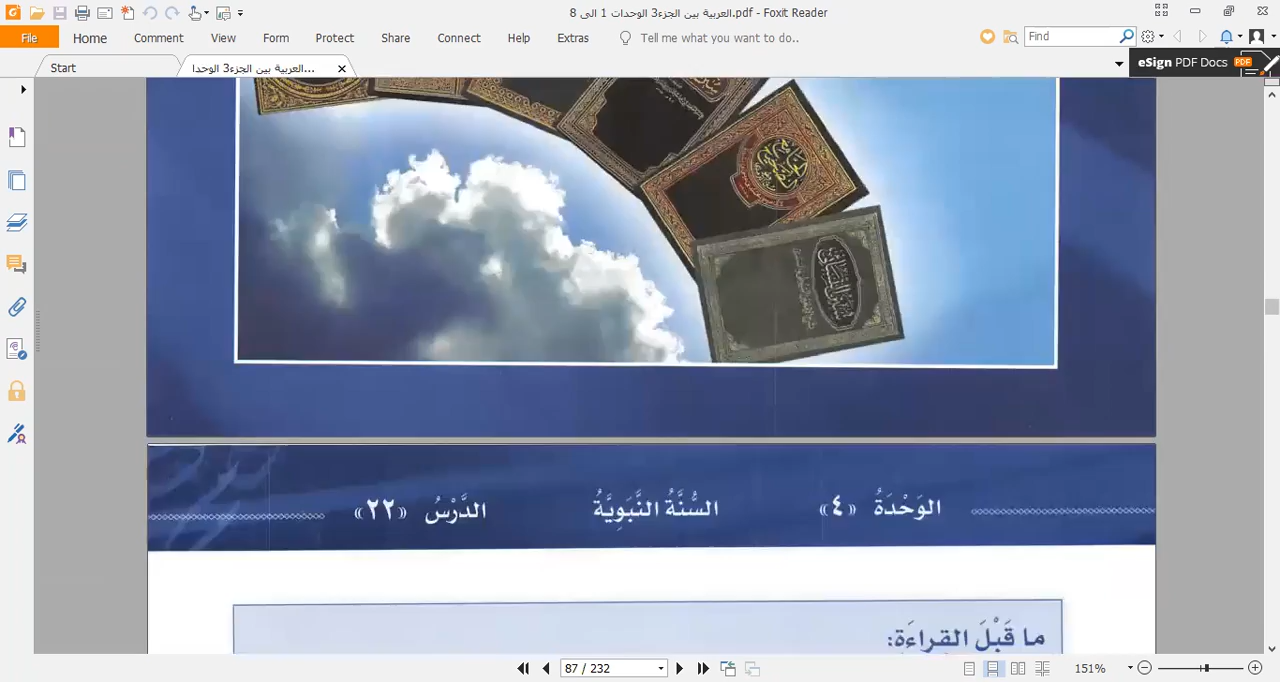 العربية بين الجزء3 الوحدات 1 الى 8.pdf - Foxit Reader
File Home Comment View Form Protect Share Connect Help Extras Tell me what you want to do.. Find
Start العربية بين الجزء3 الوحدا... eSign PDF Docs PDF
سنن النسائي
الوَحْدَةُ «٤» السُّنَّةُ النَّبَوِيَّةُ الدَّرْسُ «٢٢»
ما قَبْلَ القِراءَةِ:
87 / 232 151%